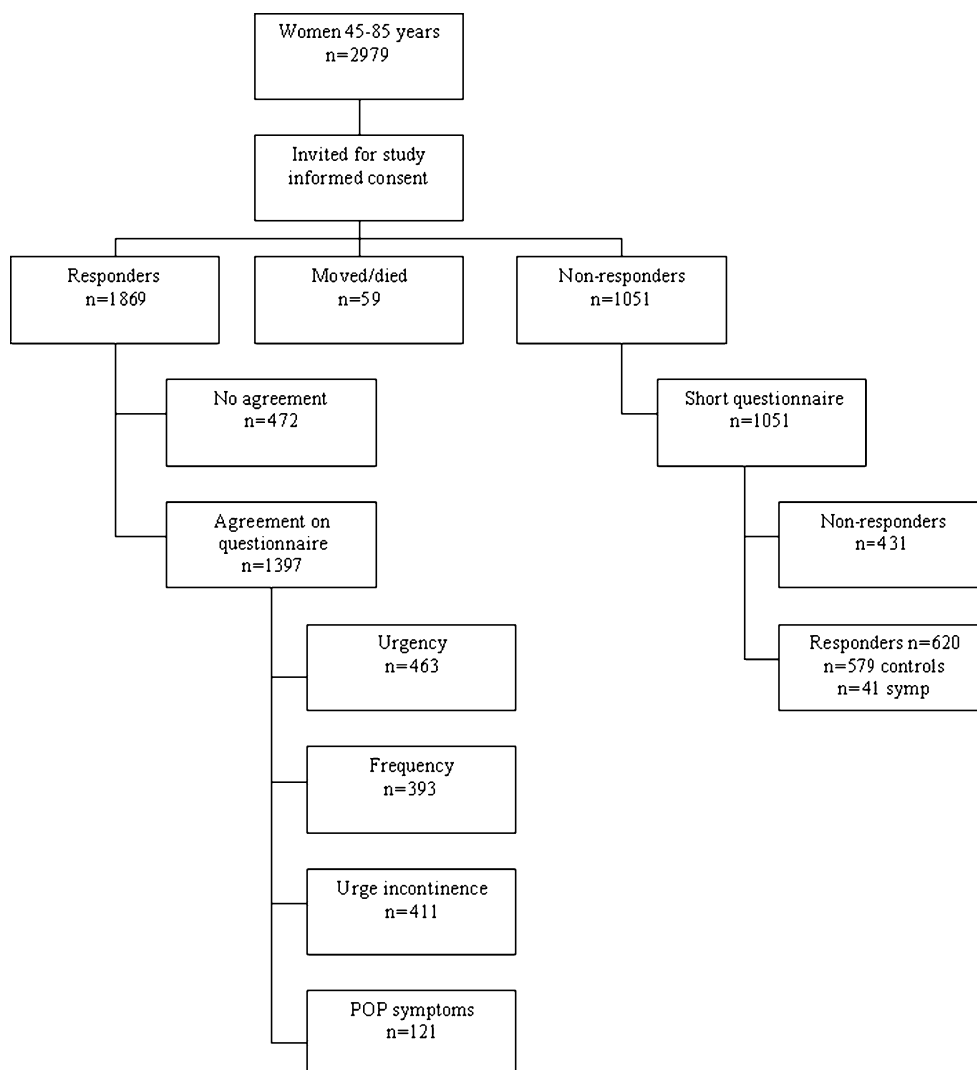 Women 45-85 years
n=2979
Invited for study
informed consent
Responders
n=1869
Moved/died
n=59
Non-responders
n=1051
No agreement
n=472
Short questionnaire
n=1051
Agreement on
questionnaire
n=1397
Non-responders
n=431
Urgency
n=463
Responders n=620
n=579 controls
n=41 symp
Frequency
n=393
Urge incontinence
n=411
POP symptoms
n=121